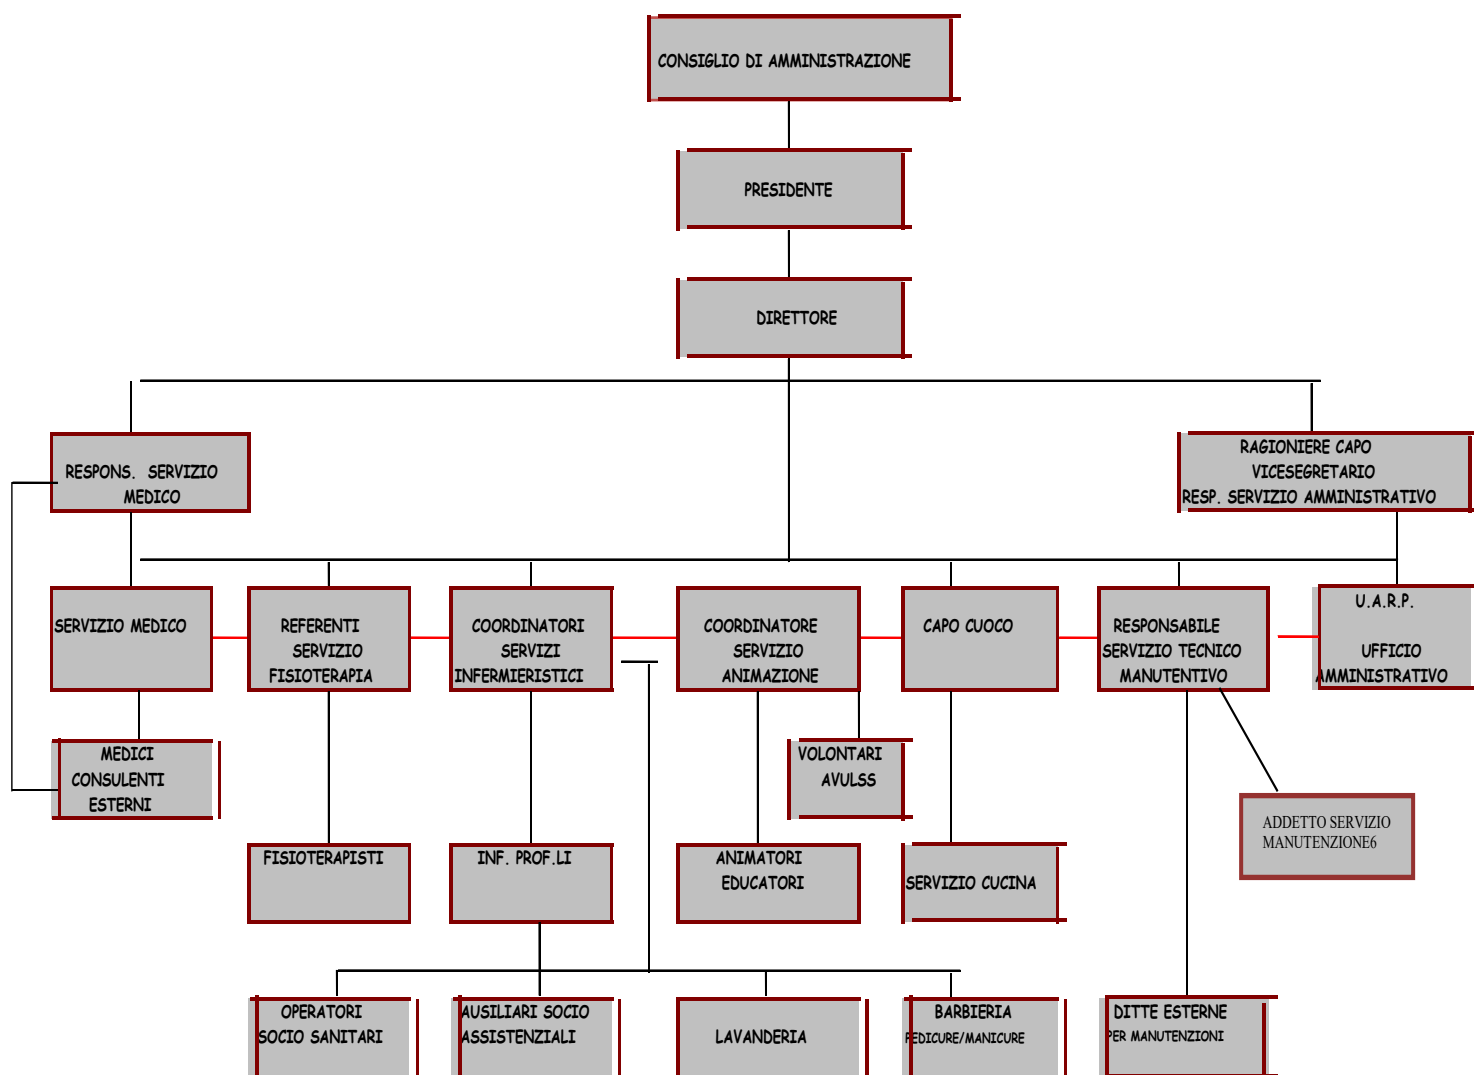 CONSIGLIO DI AMMINISTRAZIONE
PRESIDENTE
DIRETTORE
RESPONS. SERVIZIO
MEDICO
RAGIONIERE CAPO
VICESEGRETARIO
RESP. SERVIZIO AMMINISTRATIVO
SERVIZIO MEDICO
REFERENTI
SERVIZIO
FISIOTERAPIA
COORDINATORI
SERVIZI
INFERMIERISTICI
COORDINATORE
SERVIZIO
ANIMAZIONE
CAPO CUOCO
RESPONSABILE
SERVIZIO TECNICO
MANUTENTIVO
U.A.R.P.
UFFICIO
AMMINISTRATIVO
MEDICI
CONSULENTI
ESTERNI
VOLONTARI
AVULSS
ADDETTO SERVIZIO
MANUTENZIONE6
FISIOTERAPISTI
INF. PROF.LI
ANIMATORI
EDUCATORI
SERVIZIO CUCINA
OPERATORI
SOCIO SANITARI
AUSILIARI SOCIO
ASSISTENZIALI
LAVANDERIA
BARBIERIA
PEDICURE/MANICURE
DITTE ESTERNE
PER MANUTENZIONI